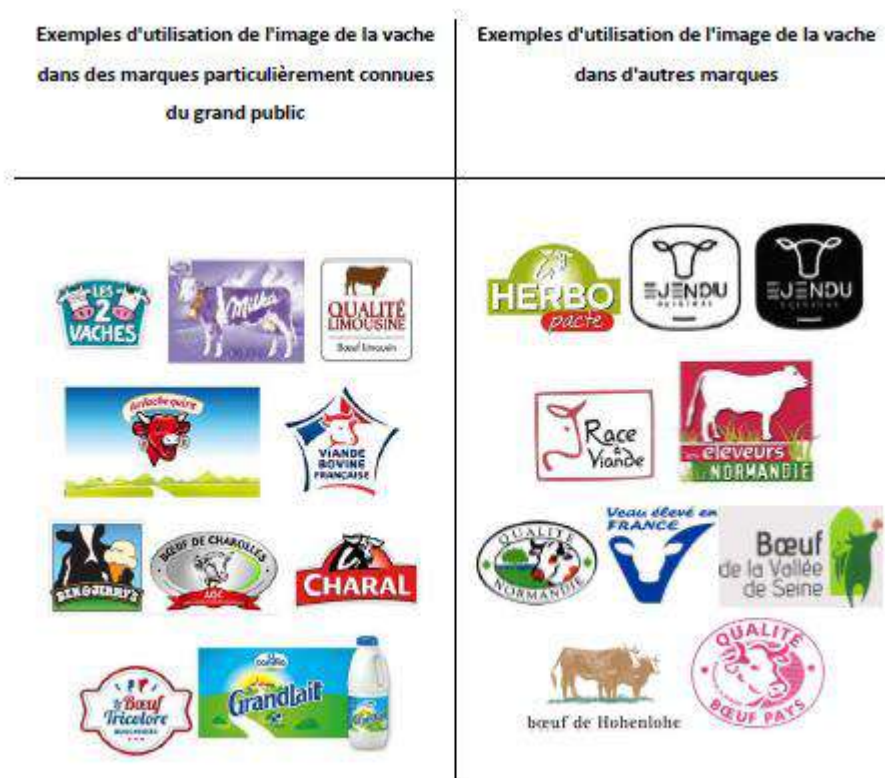 Exemples d'utilisation de l'image de la vache
dans des marques particulièrement connues
du grand public
Exemples d'utilisation de l'image de la vache
dans d'autres marques
LES
2
VACHES
Milka
QUALITÉ
LIMOUSINE
Bœuf Limousin
la Vache qui rit
VIANDE
BOVINE
FRANÇAISE
BEN & JERRY'S
BŒUF DE CHAROLLES
AOC
CHARAL
le Bœuf
Tricolore
candia
GrandLait
GrandLait
HERBO
pacte
EJENDU
EJENDU
Race
à
Viande
les éleveurs
de NORMANDIE
QUALITÉ
NORMANDIE
Veau élevé en
FRANCE
Bœuf
de la Vallée
de Seine
bœuf de Hohenlohe
QUALITÉ
BŒUF PAYS